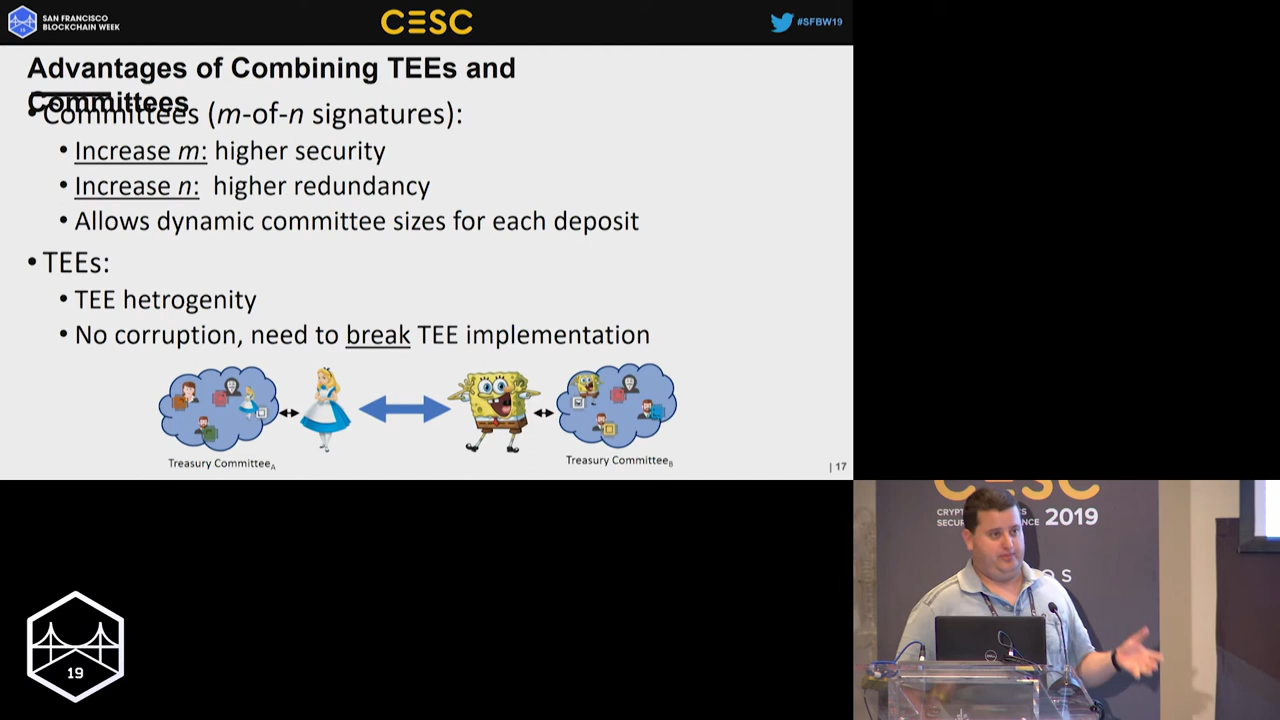 SAN FRANCISCO
BLOCKCHAIN WEEK
19
CESC
#SFBW19
Advantages of Combining TEEs and
Committees
• Committees (m-of-n signatures):
• Increase m: higher security
• Increase n: higher redundancy
• Allows dynamic committee sizes for each deposit
• TEEs:
• TEE hetrogenity
• No corruption, need to break TEE implementation
Treasury CommitteeA
Treasury CommitteeB
| 17
CESC
2019
19